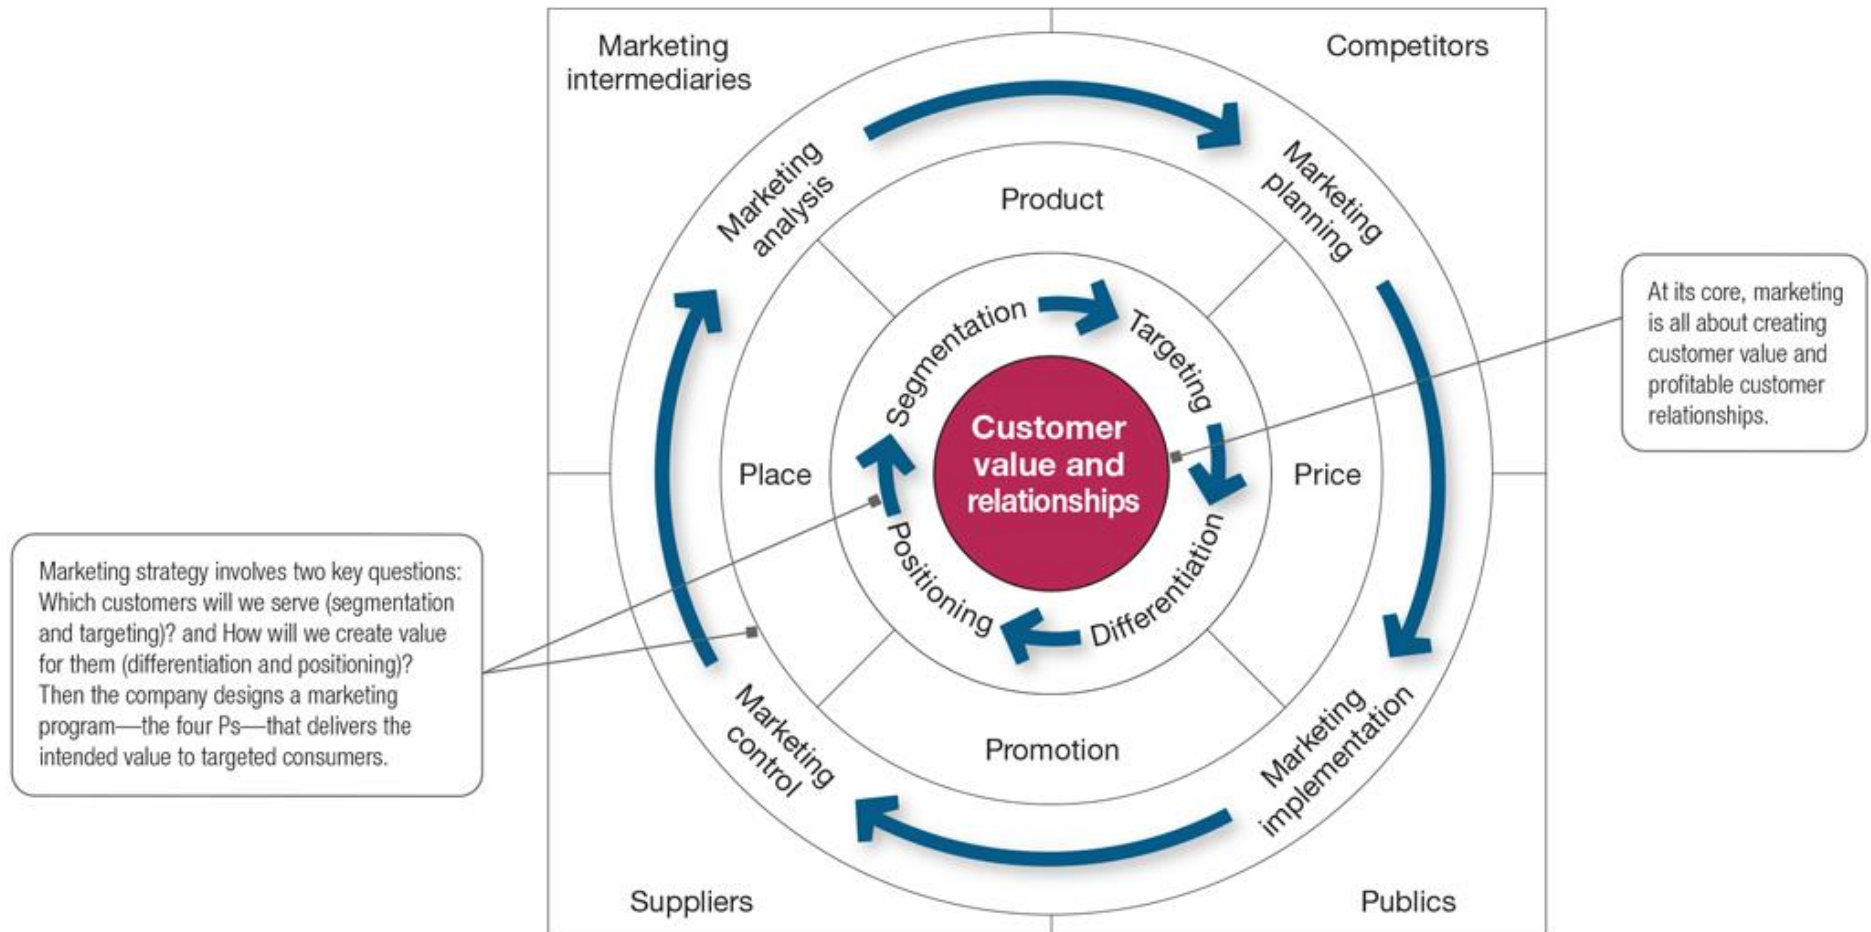 Marketing
intermediaries
Competitors
Marketing
analysis
Marketing
planning
Product
At its core, marketing
is all about creating
customer value and
profitable customer
relationships.
Segmentation
Targeting
Customer
value and
relationships
Place
Price
Positioning
Differentiation
Marketing strategy involves two key questions:
Which customers will we serve (segmentation
and targeting)? and How will we create value
for them (differentiation and positioning)?
Then the company designs a marketing
program—the four Ps—that delivers the
intended value to targeted consumers.
Marketing
control
Promotion
Marketing
implementation
Suppliers
Publics